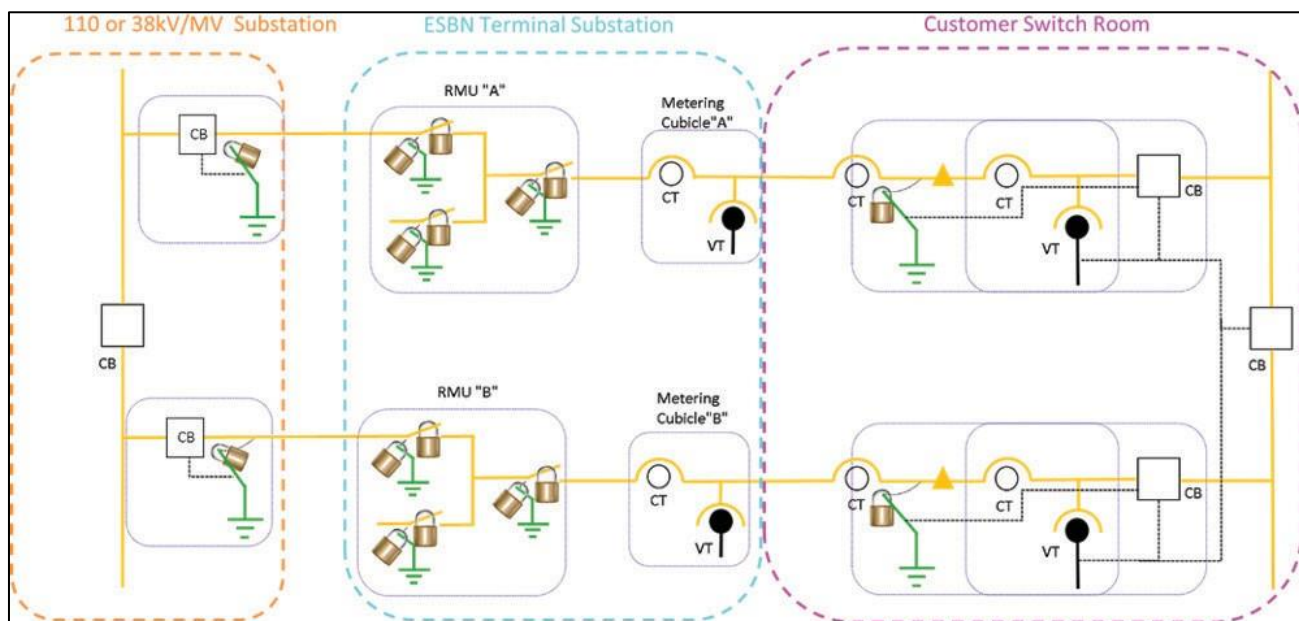 110 or 38kV/MV Substation
ESBN Terminal Substation
Customer Switch Room
RMU "A"
Metering
Cubicle"A"
CB
CT
VT
CT
CT
VT
CB
CB
CB
RMU "B"
Metering
Cubicle"B"
CB
CT
VT
CT
CT
VT
CB